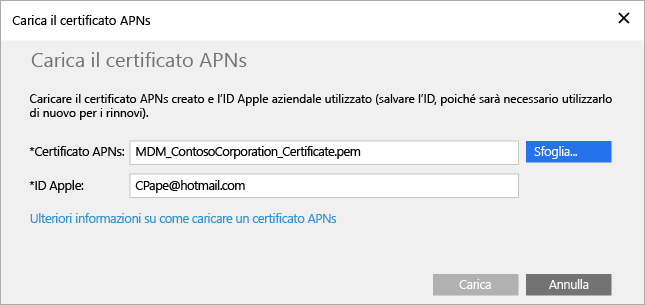 Carica il certificato APNs
Carica il certificato APNs
Caricare il certificato APNs creato e l'ID Apple aziendale utilizzato (salvare l'ID, poiché sarà necessario utilizzarlo
di nuovo per i rinnovi).
*Certificato APNs: MDM_ContosoCorporation_Certificate.pem Sfoglia...
*ID Apple: CPape@hotmail.com
Ulteriori informazioni su come caricare un certificato APNs
Carica Annulla